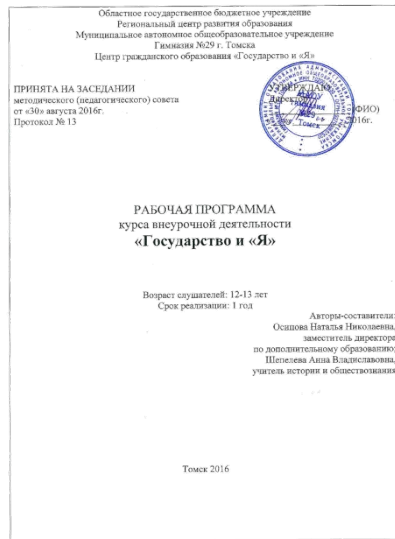 Областное государственное бюджетное учреждение
Региональный центр развития образования
Муниципальное автономное общеобразовательное учреждение
Гимназия №29 г. Томска
Центр гражданского образования «Государство и «Я»
ПРИНЯТА НА ЗАСЕДАНИИ
методического (педагогического) совета
от «30» августа 2016г.
Протокол № 13
УТВЕРЖДАЮ
Директор
(ФИО)
2016г.
РАБОЧАЯ ПРОГРАММА
курса внеурочной деятельности
«Государство и «Я»
Возраст слушателей: 12-13 лет
Срок реализации: 1 год
Авторы-составители:
Осипова Наталья Николаевна,
заместитель директора
по дополнительному образованию;
Шепелева Анна Владиславовна,
учитель истории и обществознания
Томск 2016